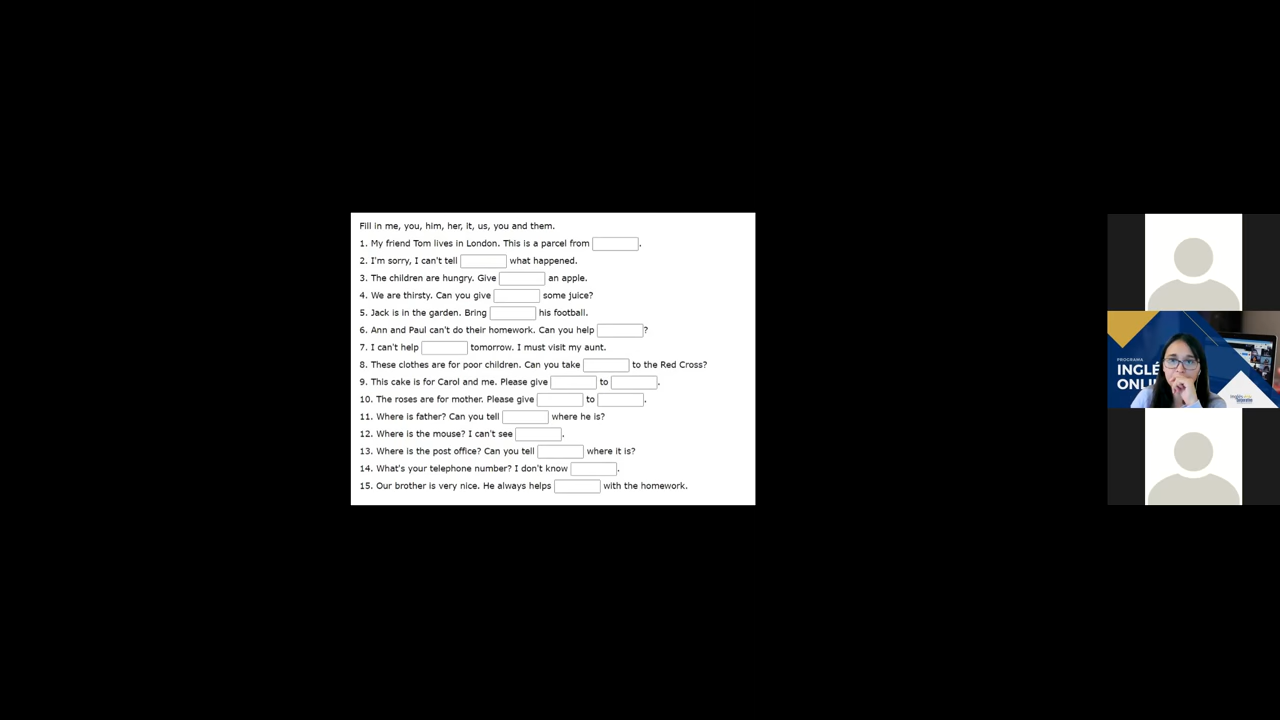 Fill in me, you, him, her, it, us, you and them.
1. My friend Tom lives in London. This is a parcel from .
2. I'm sorry, I can't tell what happened.
3. The children are hungry. Give an apple.
4. We are thirsty. Can you give some juice?
5. Jack is in the garden. Bring his football.
6. Ann and Paul can't do their homework. Can you help ?
7. I can't help tomorrow. I must visit my aunt.
8. These clothes are for poor children. Can you take to the Red Cross?
9. This cake is for Carol and me. Please give to .
10. The roses are for mother. Please give to .
11. Where is father? Can you tell where he is?
12. Where is the mouse? I can't see .
13. Where is the post office? Can you tell where it is?
14. What's your telephone number? I don't know .
15. Our brother is very nice. He always helps with the homework.
PROGRAMA
INGLÉ
ONLI